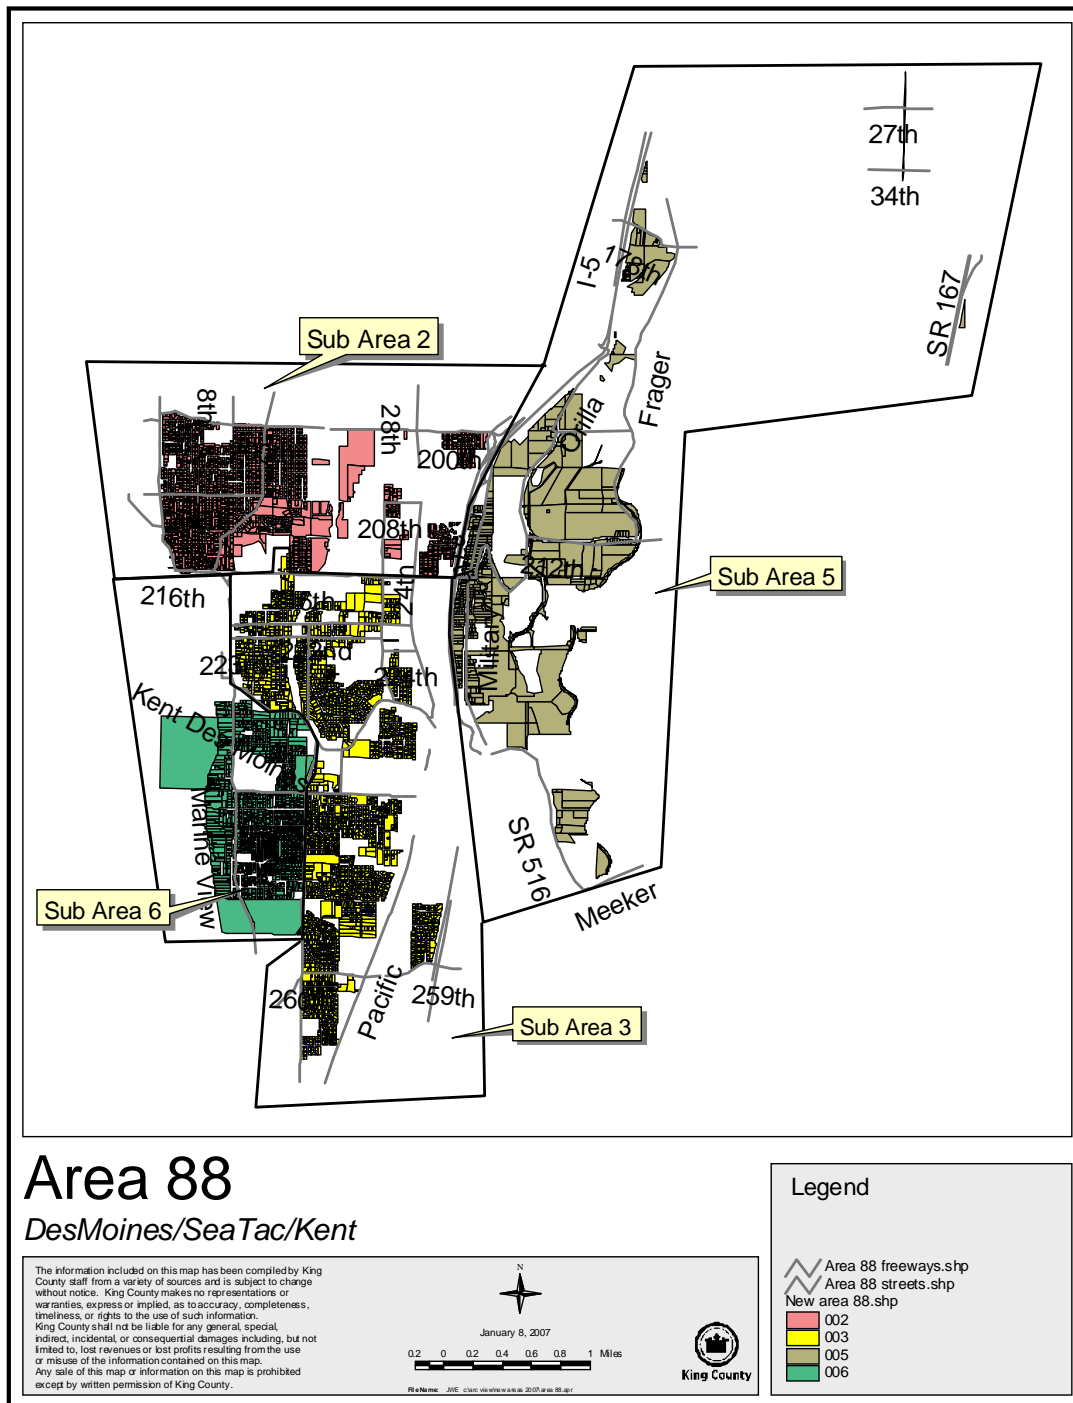 27th
34th
I-5
SR 167
Sub Area 2
Frager
Orilla
8th
28th
200th
208th
212th
Sub Area 5
216th
24th
Military
Kent Des Moines
Marine View
SR 516
Sub Area 6
Meeker
Pacific
259th
Sub Area 3
Area 88
DesMoines/SeaTac/Kent
The information included on this map has been compiled by King
County staff from a variety of sources and is subject to change
without notice. King County makes no representations or
warranties, express or implied, as to accuracy, completeness,
timeliness, or rights to the use of such information.
King County shall not be liable for any general, special,
indirect, incidental, or consequential damages including, but not
limited to, lost revenues or lost profits resulting from the use
or misuse of the information contained on this map.
Any sale of this map or information on this map is prohibited
except by written permission of King County.
N
January 8, 2007
0.2 0 0.2 0.4 0.6 0.8 1 Miles
File Name:
King County
Legend
Area 88 freeways.shp
Area 88 streets.shp
New area 88.shp
002
003
005
006